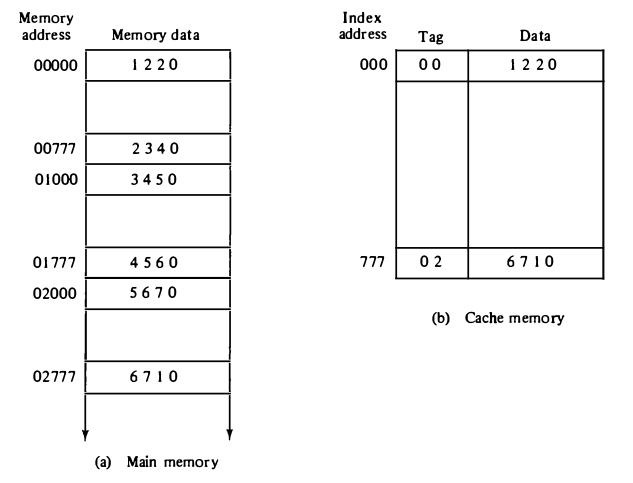 Memory address Memory data
00000 1 2 2 0
00777 2 3 4 0
01000 3 4 5 0
01777 4 5 6 0
02000 5 6 7 0
02777 6 7 1 0
(a) Main memory
Index address Tag Data
000 0 0 1 2 2 0
777 0 2 6 7 1 0
(b) Cache memory